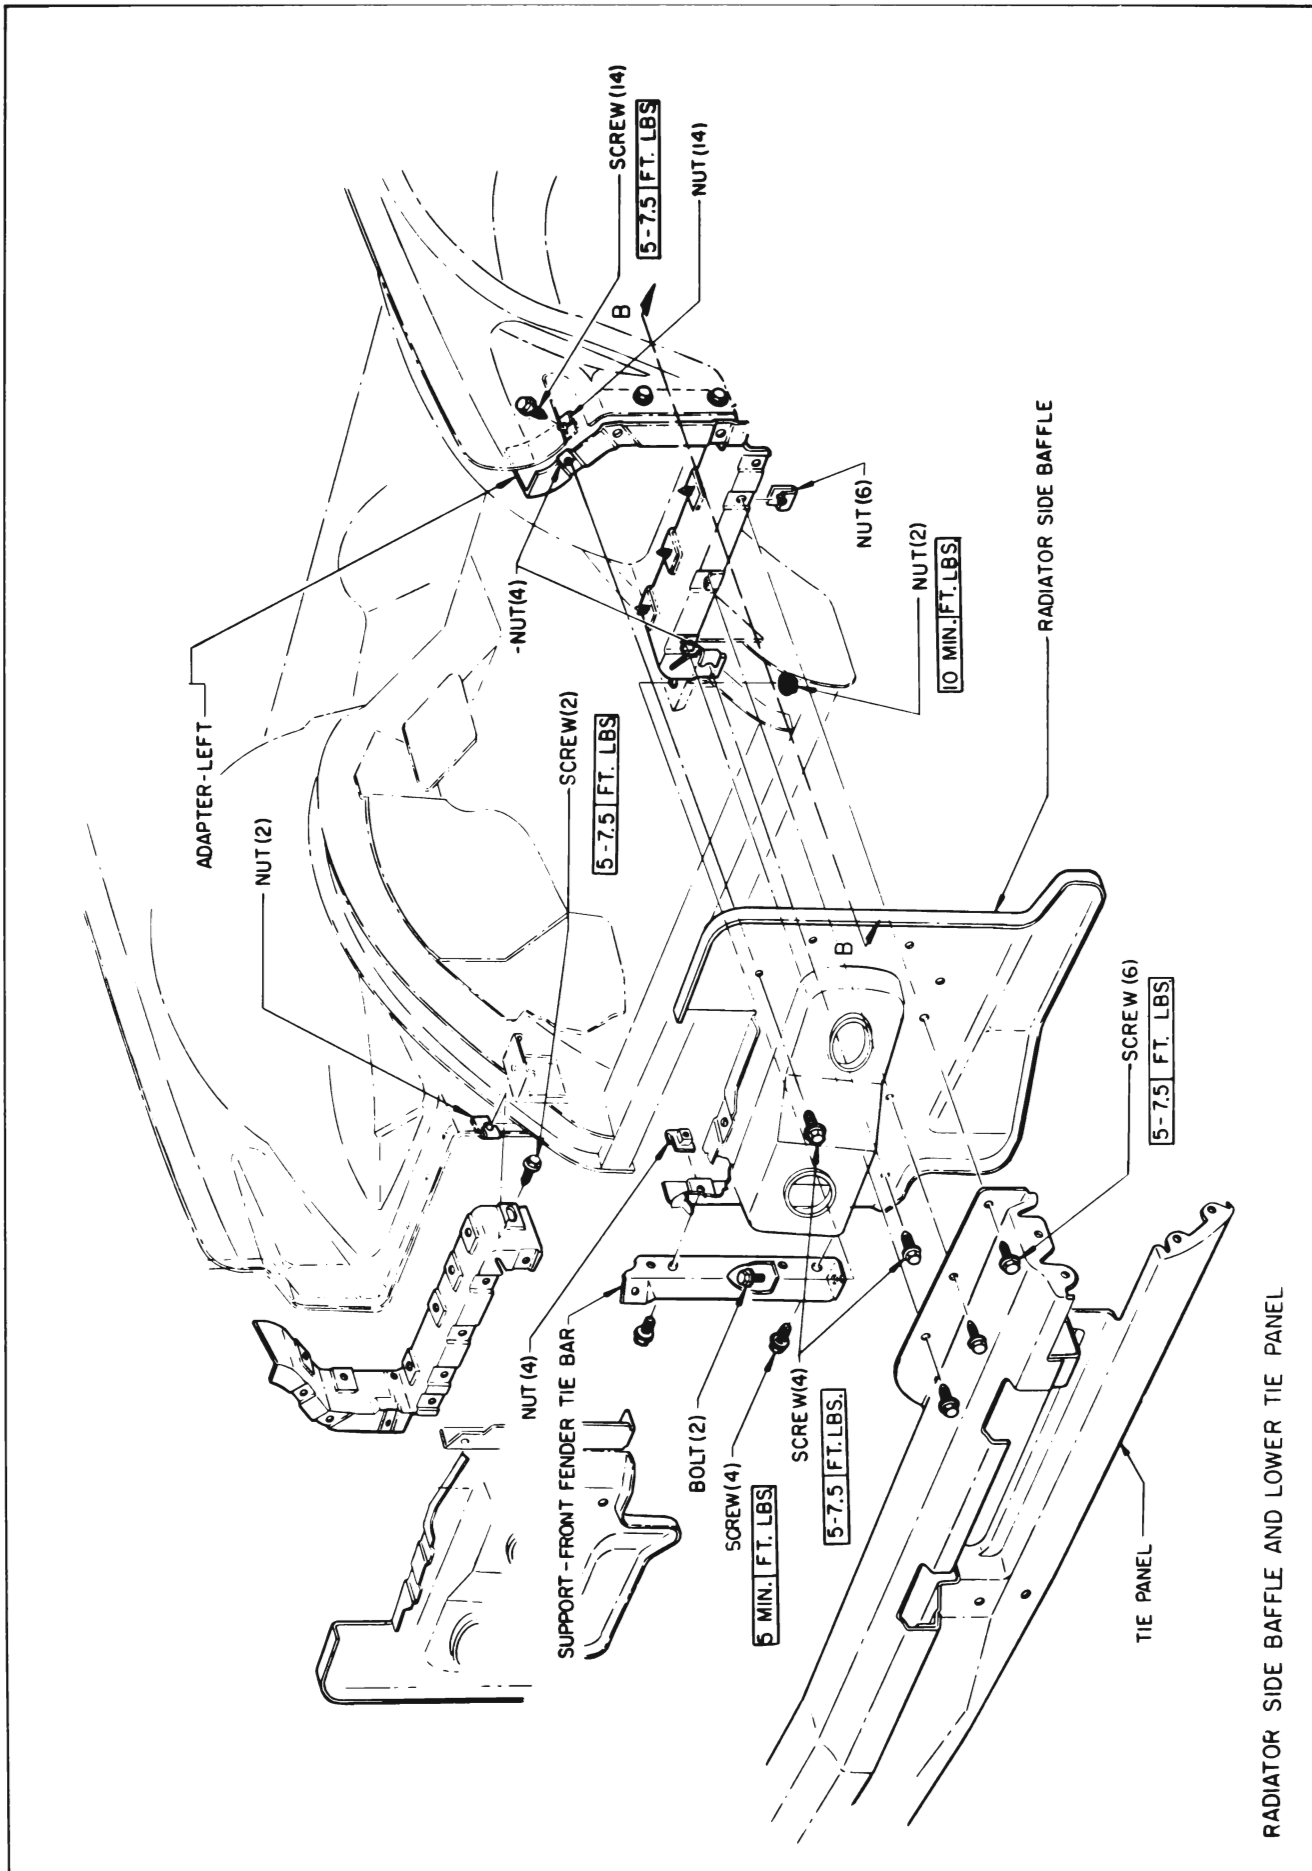 ADAPTER-LEFT
NUT(2)
SCREW(14)
5-7.5 FT. LBS
NUT(14)
B
-NUT(4)
SCREW(2)
5-7.5 FT. LBS
NUT(6)
NUT(2)
10 MIN. FT. LBS.
RADIATOR SIDE BAFFLE
B
NUT(4)
SUPPORT-FRONT FENDER TIE BAR
BOLT(2)
SCREW(4)
5 MIN. FT. LBS
SCREW(4)
5-7.5 FT. LBS.
SCREW(6)
5-7.5 FT. LBS.
TIE PANEL
RADIATOR SIDE BAFFLE AND LOWER TIE PANEL